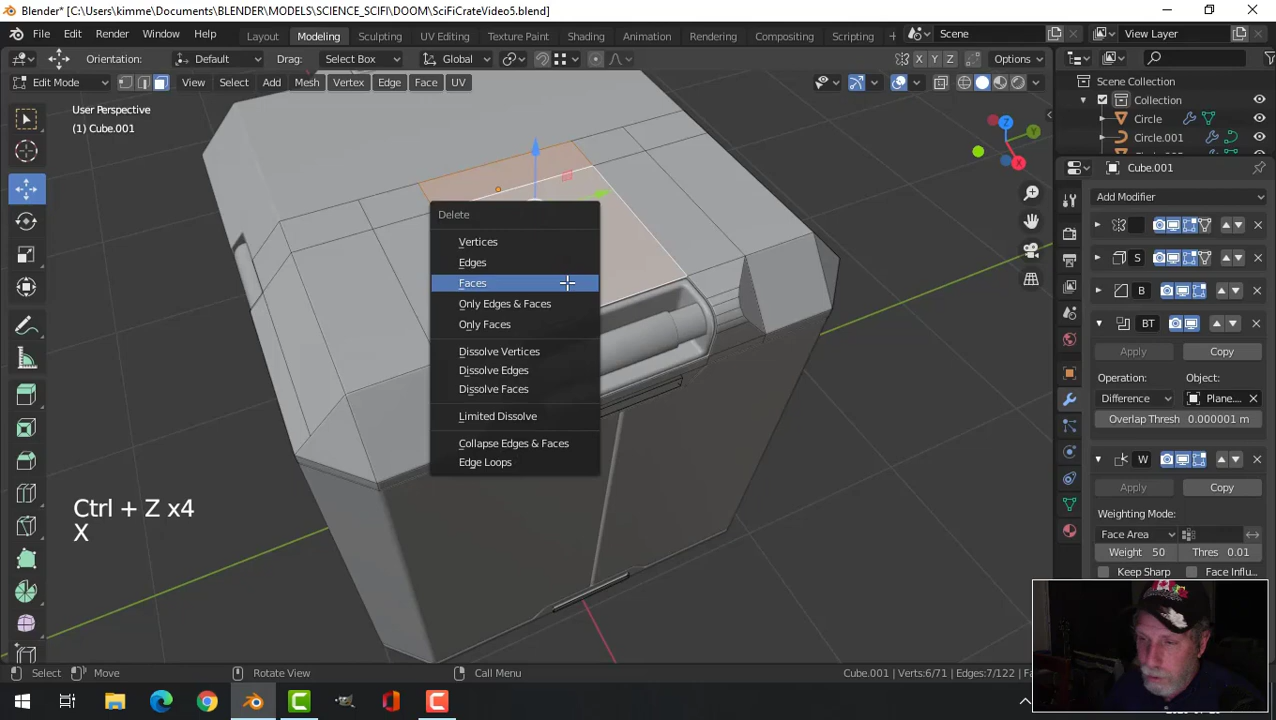 Blender* [C:\Users\kimme\Documents\BLENDER\MODELS\SCIENCE_SCIFI\DOOM\SciFiCrateVideo5.blend]
File Edit Render Window Help Layout Modeling Sculpting UV Editing Texture Paint Shading Animation Rendering Compositing Scripting + Scene View Layer
Orientation: Default Drag: Select Box Global X Y Z Options
Edit Mode View Select Add Mesh Vertex Edge Face UV
User Perspective
(1) Cube.001
Scene Collection
Collection
Circle
Circle.001
Z
Y
X
Cube.001
Add Modifier
S
B
BT
Apply Copy
Operation: Object:
Difference Plane....
Overlap Thresh 0.000001 m
W
Apply Copy
Weighting Mode:
Face Area
Weight 50 Thres 0.01
Keep Sharp Face Influ...
Delete
Vertices
Edges
Faces
Only Edges & Faces
Only Faces
Dissolve Vertices
Dissolve Edges
Dissolve Faces
Limited Dissolve
Collapse Edges & Faces
Edge Loops
Ctrl + Z x4
X
Select Move Rotate View Call Menu Cube.001 | Verts:6/71 | Edges:7/122 | Fa